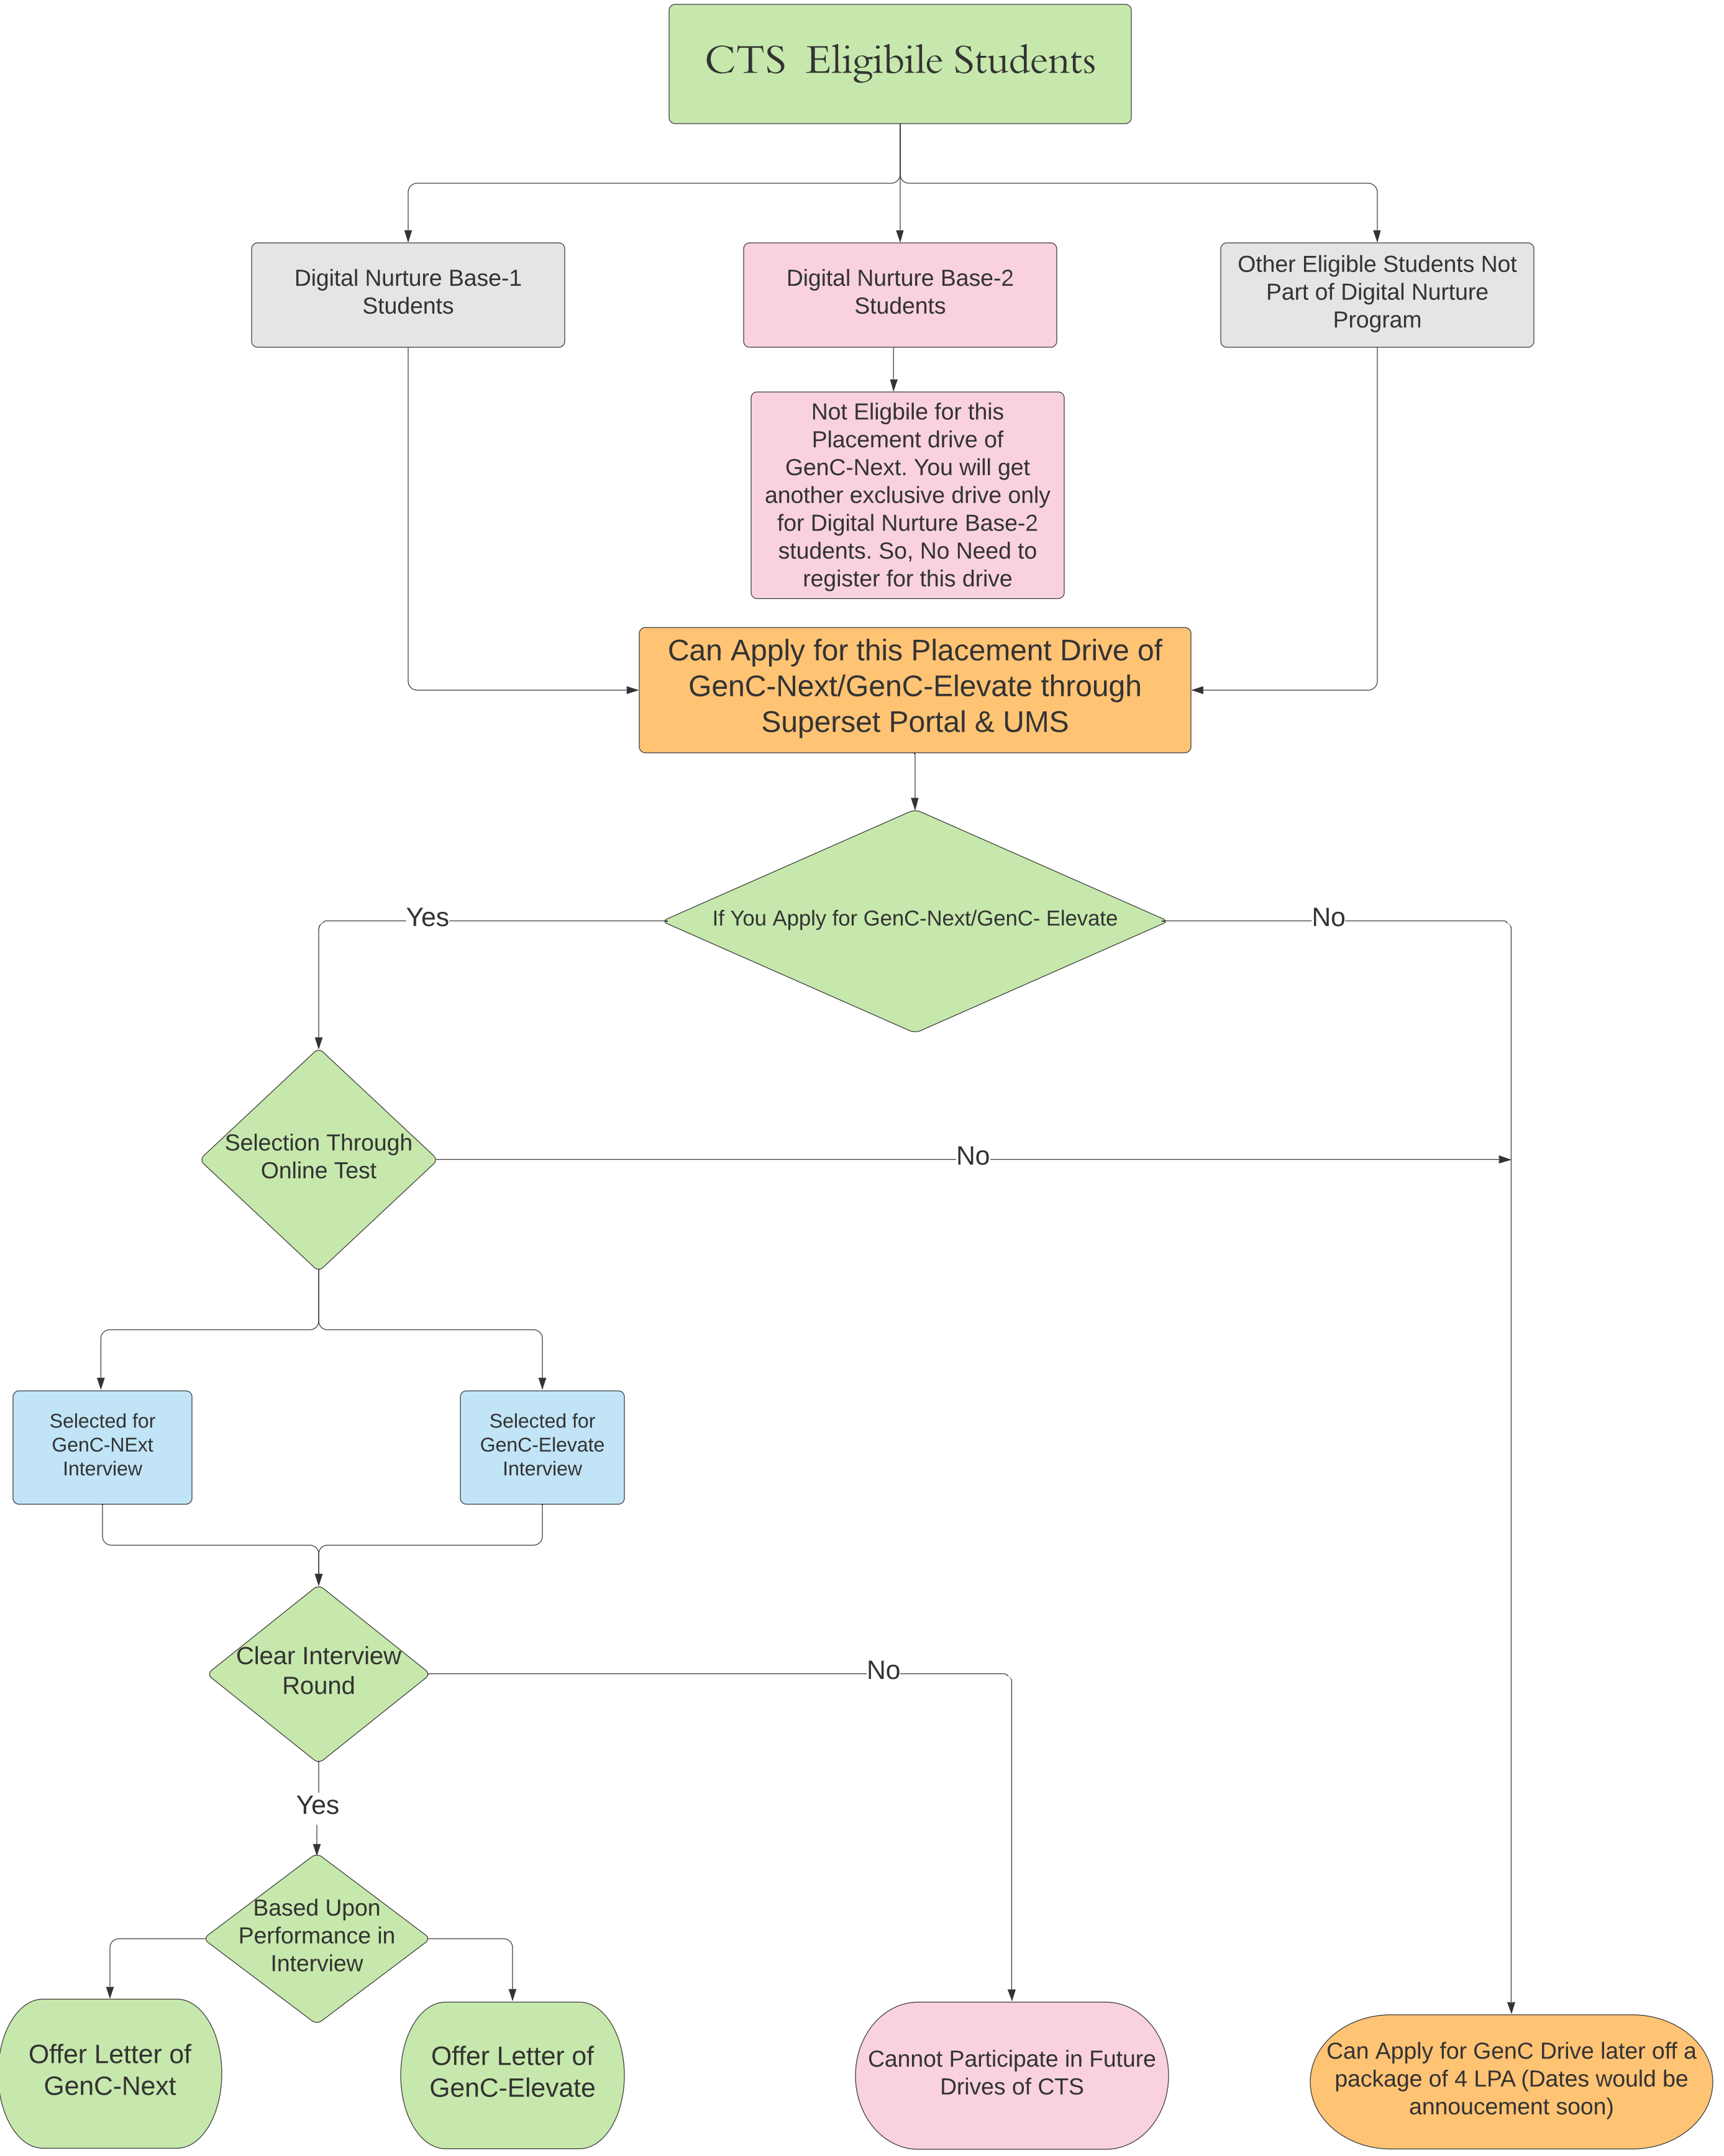 CTS  Eligibile Students
Digital Nurture Base-1
Students
Digital Nurture Base-2
Students
Other Eligible Students Not
Part of Digital Nurture
Program
Not Eligbile for this
Placement drive of
GenC-Next. You will get
another exclusive drive only
for Digital Nurture Base-2
students. So, No Need to
register for this drive
Can Apply for this Placement Drive of
GenC-Next/GenC-Elevate through
Superset Portal & UMS
If You Apply for GenC-Next/GenC- Elevate
Yes
No
Selection Through
Online Test
No
Selected for
GenC-NExt
Interview
Selected for
GenC-Elevate
Interview
Clear Interview
Round
No
Yes
Based Upon
Performance in
Interview
Offer Letter of
GenC-Next
Offer Letter of
GenC-Elevate
Cannot Participate in Future
Drives of CTS
Can Apply for GenC Drive later off a
package of 4 LPA (Dates would be
annoucement soon)